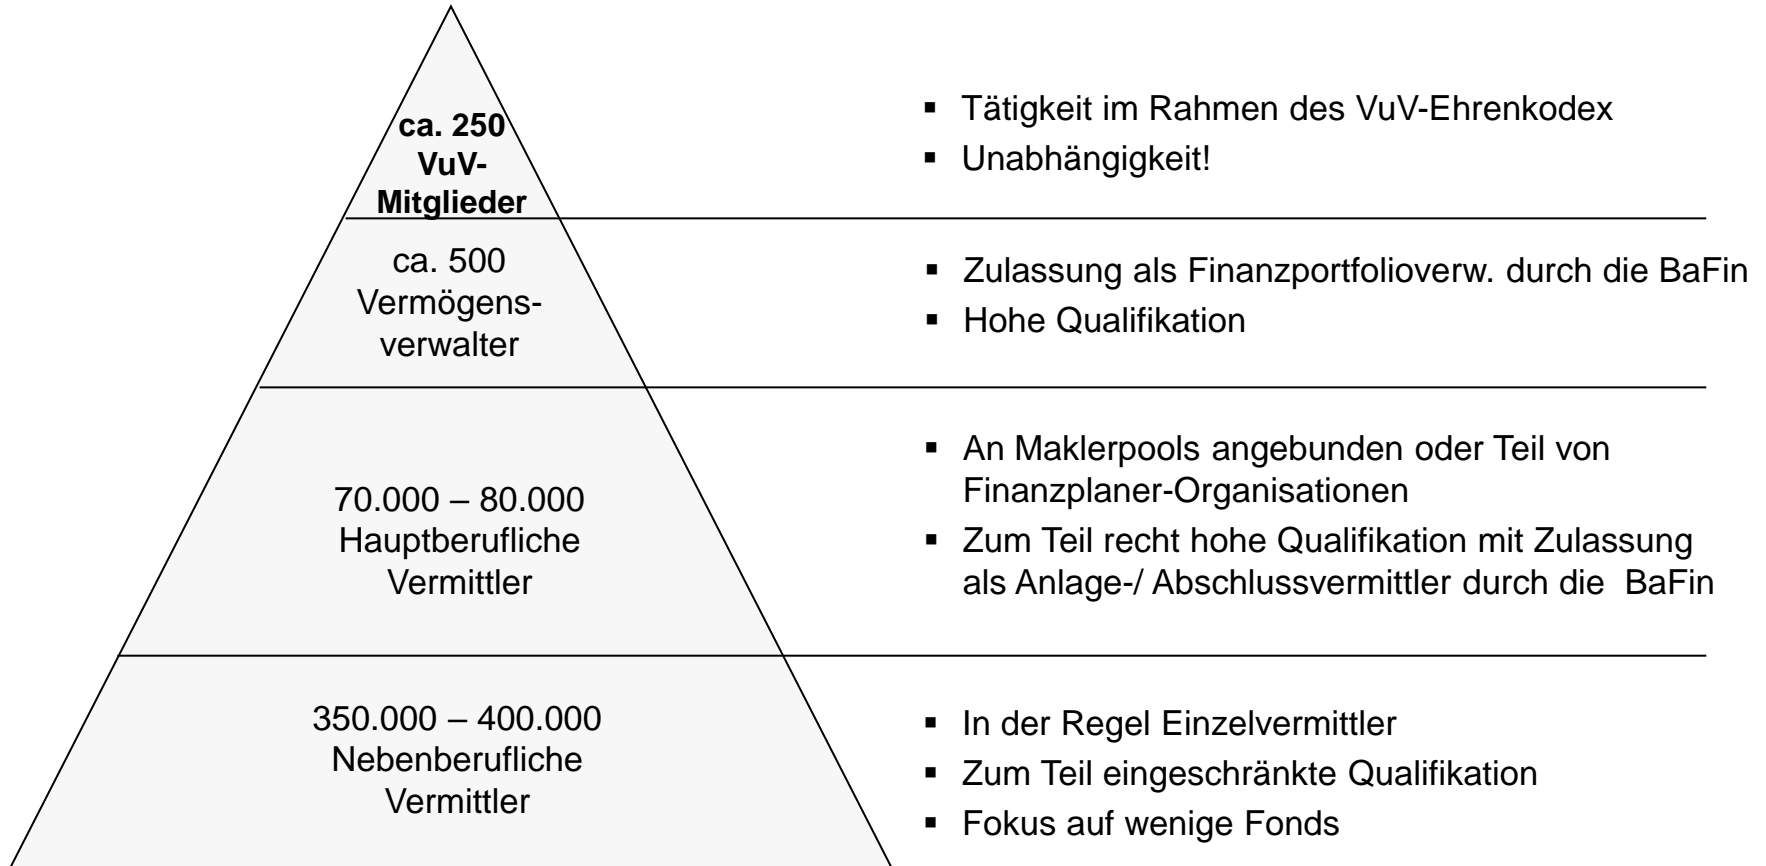 ca. 250
VuV-
Mitglieder
▪ Tätigkeit im Rahmen des VuV-Ehrenkodex
▪ Unabhängigkeit!
ca. 500
Vermögens-
verwalter
▪ Zulassung als Finanzportfolioverw. durch die BaFin
▪ Hohe Qualifikation
70.000 – 80.000
Hauptberufliche
Vermittler
▪ An Maklerpools angebunden oder Teil von
Finanzplaner-Organisationen
▪ Zum Teil recht hohe Qualifikation mit Zulassung
als Anlage-/ Abschlussvermittler durch die  BaFin
350.000 – 400.000
Nebenberufliche
Vermittler
▪ In der Regel Einzelvermittler
▪ Zum Teil eingeschränkte Qualifikation
▪ Fokus auf wenige Fonds